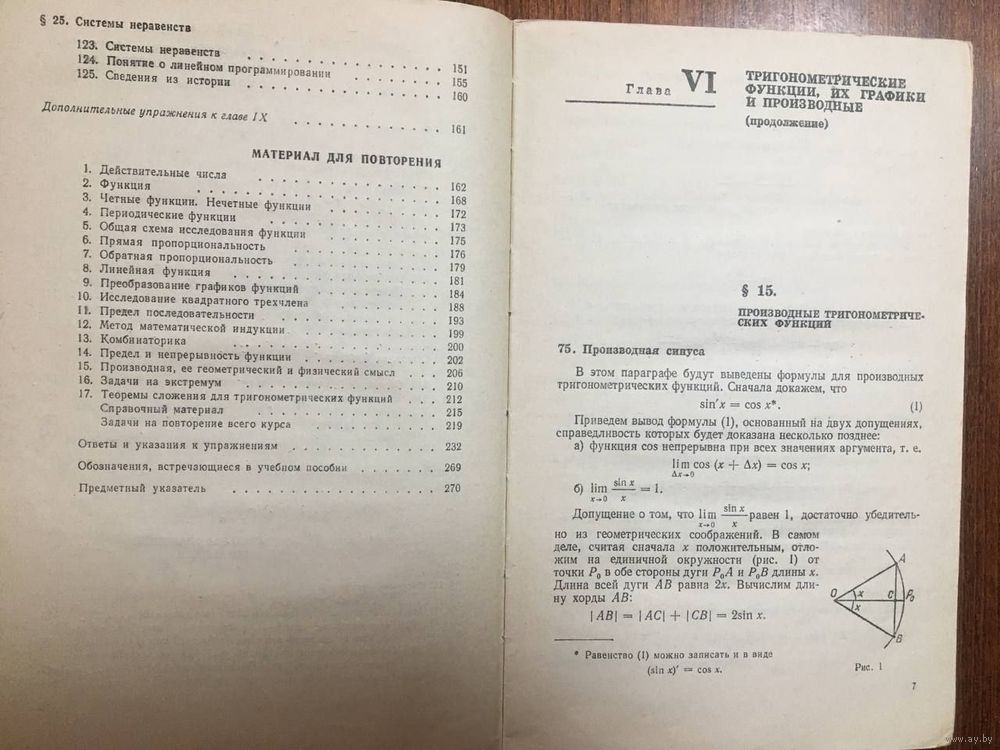 § 25. Системы неравенств
123. Системы неравенств . . . . . . . . . . . . . . . . 151
124. Понятие о линейном программировании . . . . . . . 155
125. Сведения из истории . . . . . . . . . . . . . . . 160
Дополнительные упражнения к главе IX . . . . . . . . . . 161
МАТЕРИАЛ ДЛЯ ПОВТОРЕНИЯ
1. Действительные числа . . . . . . . . . . . . . . . 162
2. Функция . . . . . . . . . . . . . . . . . . . . 168
3. Четные функции. Нечетные функции . . . . . . . . . 172
4. Периодические функции . . . . . . . . . . . . . . 173
5. Общая схема исследования функции . . . . . . . . . 175
6. Прямая пропорциональность . . . . . . . . . . . . 176
7. Обратная пропорциональность . . . . . . . . . . . 179
8. Линейная функция . . . . . . . . . . . . . . . . 181
9. Преобразование графиков функций . . . . . . . . . 184
10. Исследование квадратного трехчлена . . . . . . . . 188
11. Предел последовательности . . . . . . . . . . . . 193
12. Метод математической индукции . . . . . . . . . . 199
13. Комбинаторика . . . . . . . . . . . . . . . . . 200
14. Предел и непрерывность функции . . . . . . . . . . 202
15. Производная, ее геометрический и физический смысл . . 206
16. Задачи на экстремум . . . . . . . . . . . . . . . 210
17. Теоремы сложения для тригонометрических функций . . . 212
Справочный материал . . . . . . . . . . . . . . . 215
Задачи на повторение всего курса . . . . . . . . . 219
Ответы и указания к упражнениям . . . . . . . . . . . . 232
Обозначения, встречающиеся в учебном пособии . . . . . . 269
Предметный указатель . . . . . . . . . . . . . . . . 270
Глава VI
ТРИГОНОМЕТРИЧЕСКИЕ
ФУНКЦИИ, ИХ ГРАФИКИ
И ПРОИЗВОДНЫЕ
(продолжение)
§ 15.
ПРОИЗВОДНЫЕ ТРИГОНОМЕТРИЧЕ-
СКИХ ФУНКЦИЙ
75. Производная синуса
В этом параграфе будут выведены формулы для производных
тригонометрических функций. Сначала докажем, что
sin′x = cos x*. (1)
Приведем вывод формулы (1), основанный на двух допущениях,
справедливость которых будет доказана несколько позднее:
а) функция cos непрерывна при всех значениях аргумента, т. е.
lim cos (x + Δx) = cos x;
Δx→0
б) lim sin x / x = 1.
x→0
Допущение о том, что lim sin x / x равен 1, достаточно убедитель-
x→0
но из геометрических соображений. В самом
деле, считая сначала x положительным, отло-
жим на единичной окружности (рис. 1) от
точки P₀ в обе стороны дуги P₀A и P₀B длины x.
Длина всей дуги AB равна 2x. Вычислим дли-
ну хорды AB:
|AB| = |AC| + |CB| = 2sin x.
A
O x C P₀
x
B
Рис. 1
* Равенство (1) можно записать и в виде
(sin x)′ = cos x.
7
www.ay.by